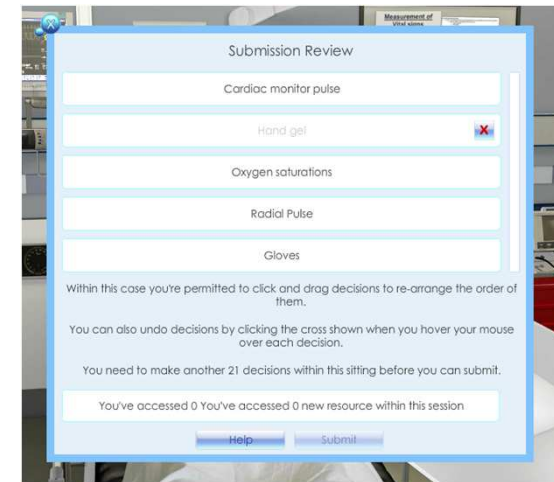 Measurement of
Vital signs
Submission Review
Cardiac monitor pulse
Hand gel
X
Oxygen saturations
Radial Pulse
Gloves
Within this case you're permitted to click and drag decisions to re-arrange the order of
them.
You can also undo decisions by clicking the cross shown when you hover your mouse
over each decision.
You need to make another 21 decisions within this sitting before you can submit.
You've accessed 0 You've accessed 0 new resource within this session
Help
Submit